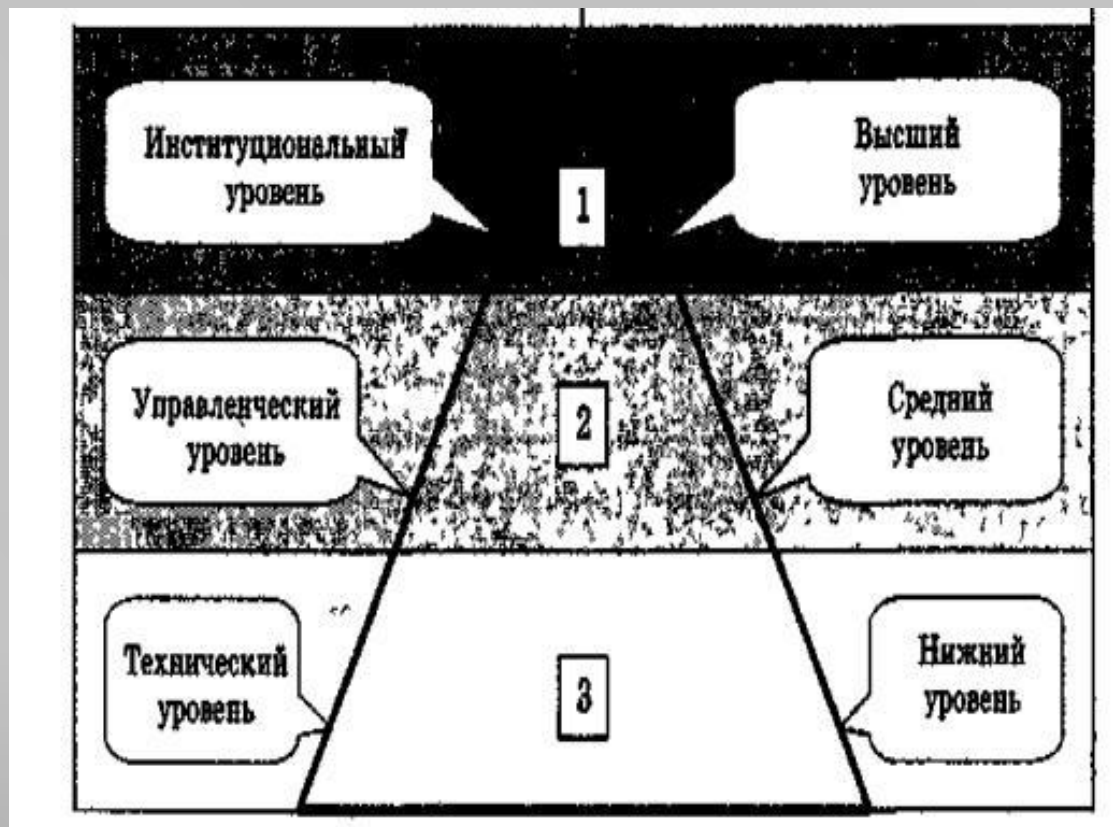 Институциональный
уровень
Высший
уровень
1
Управленческий
уровень
2
Средний
уровень
Технический
уровень
3
Нижний
уровень